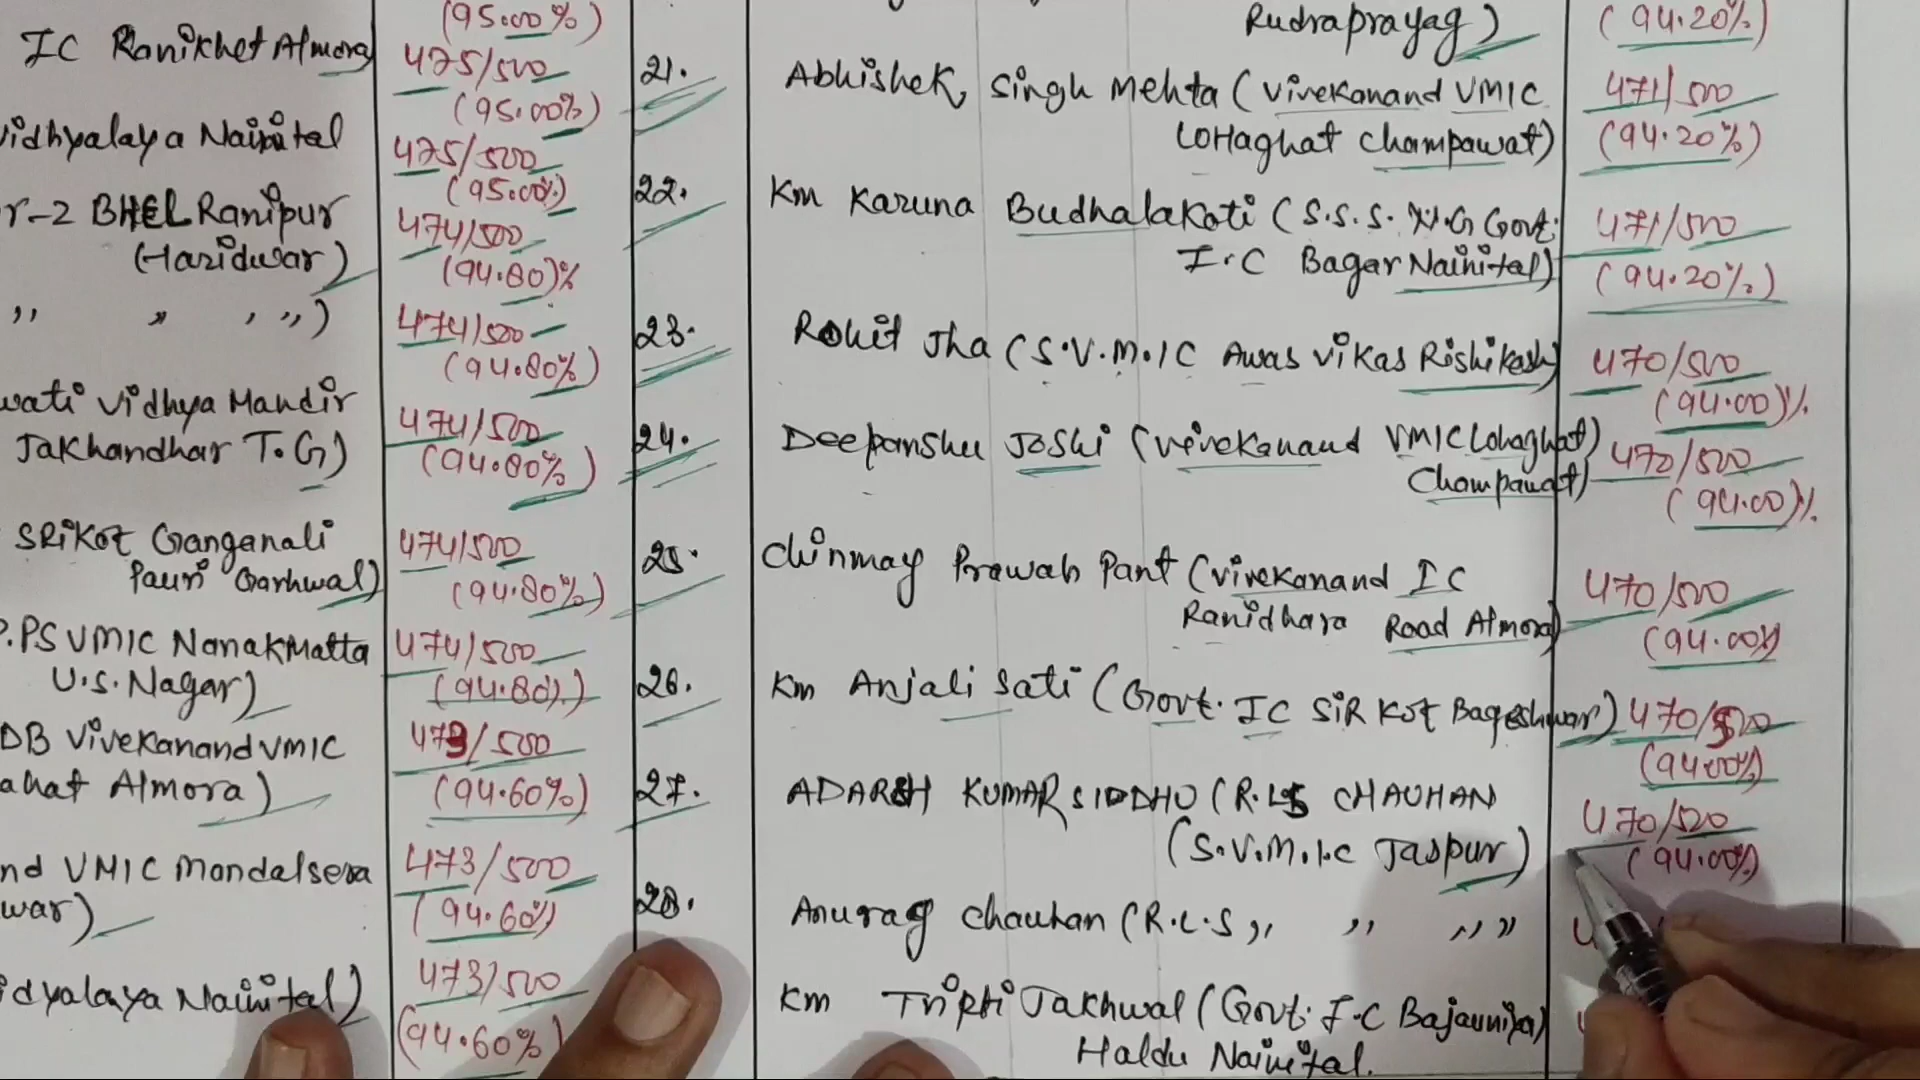 (95.00%)
IC Ranikhet Almora)
475/500
(95.00%)
vidhyalaya Nainital
475/500
(95.00%)
r-2 BHEL Ranipur
(Haridwar)
474/500
(94.80)%
,, ,, , ,,)
474/500
(94.80%)
wati Vidhya Mandir
Jakhandhar T.G)
474/500
(94.80%)
SRiKOT Ganganali
Pauri Garhwal)
474/500
(94.80%)
P.PSVMIC NanakMatta
U.S.Nagar)
474/500
(94.80%)
DB Vivekanand VMIC
ahat Almora)
473/500
(94.60%)
nd VMIC Mandalsera
war)
473/500
(94.60%)
idyalaya Nainital)
473/500
(94.60%)
Rudraprayag)
(94.20%)
21. Abhishek Singh Mehta (Vivekanand VMIC
LOHaghat Champawat)
471/500
(94.20%)
22. Km Karuna Budhalakoti (S.S.S. N.G Govt.
I.C Bagar Nainital)
471/500
(94.20%)
23. Rohit Jha (S.V.M.IC Awas Vikas Rishikesh)
470/500
(94.00)%
24. Deepanshu Joshi (Vivekanand VMIC Lohaghat)
Champawat)
470/500
(94.00)%
25. Chinmay Prawah Pant (Vivekanand IC
Ranidhara Road Almora)
470/500
(94.00%)
26. Km Anjali Sati (Govt. IC SiR Kot Bageshwar)
470/500
(94.00%)
27. ADARSH KUMAR SIDDHU (R.LS CHAUHAN
(S.V.M.I.C Jaspur)
470/500
(94.00%)
28. Anurag Chauhan (R.L.S ,, ,, ,, ,,
Km Tripti Jakhwal (Govt. I.C Bajauniya)
Haldu Nainital.